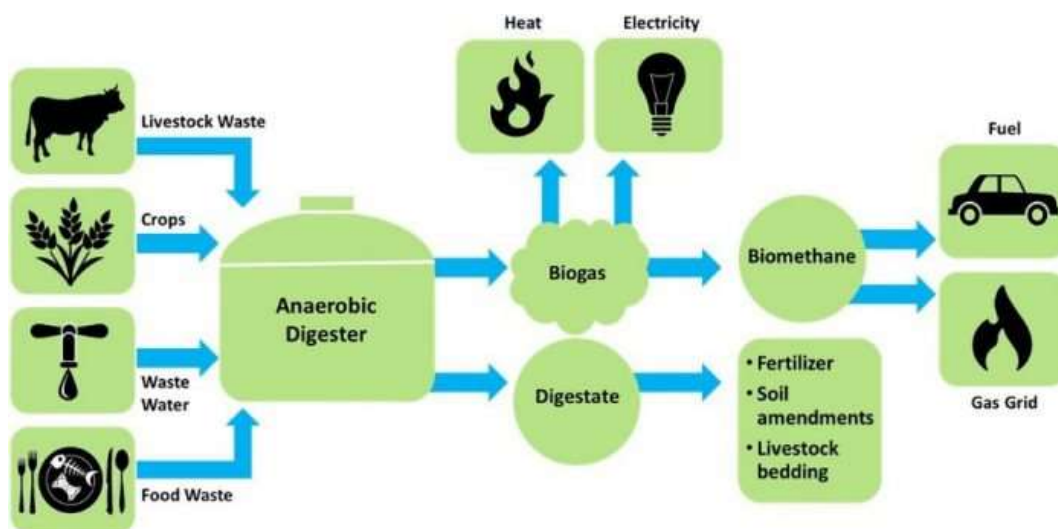 Heat
Electricity
Livestock Waste
Crops
Waste
Water
Food Waste
Anaerobic
Digester
Biogas
Digestate
Biomethane
• Fertilizer
• Soil
amendments
• Livestock
bedding
Fuel
Gas Grid